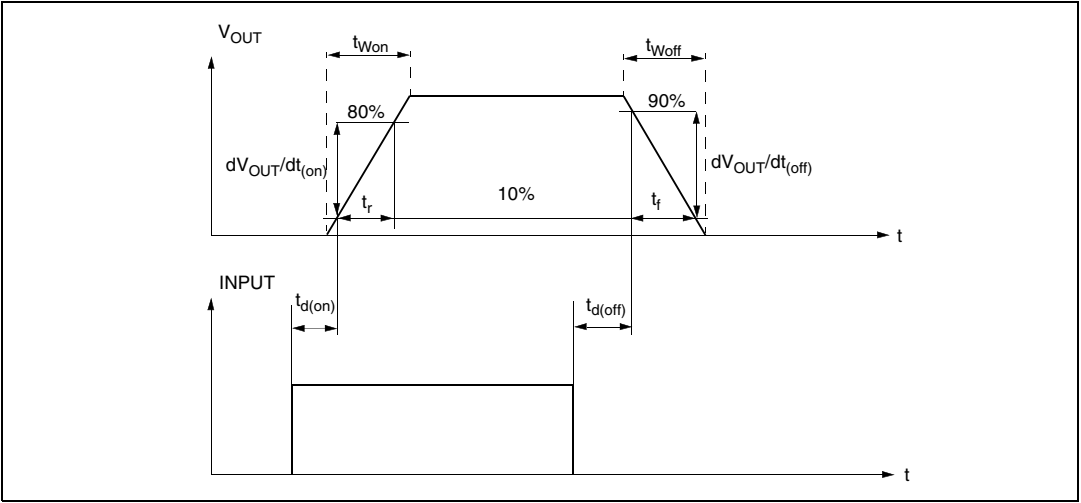 VOUT
tWon
tWoff
80%
90%
dVOUT/dt(on)
dVOUT/dt(off)
10%
tr
tf
t
INPUT
td(on)
td(off)
t